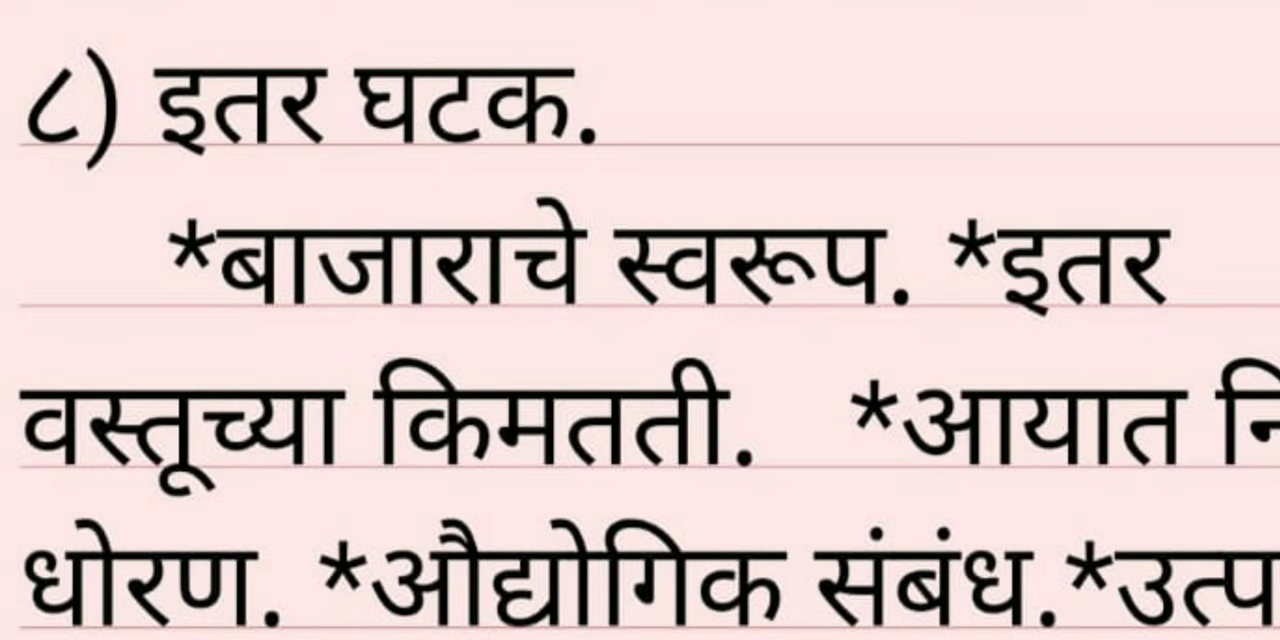 ८) इतर घटक.
*बाजाराचे स्वरूप. *इतर
वस्तूच्या किमतती. *आयात
धोरण. *औद्योगिक संबंध.